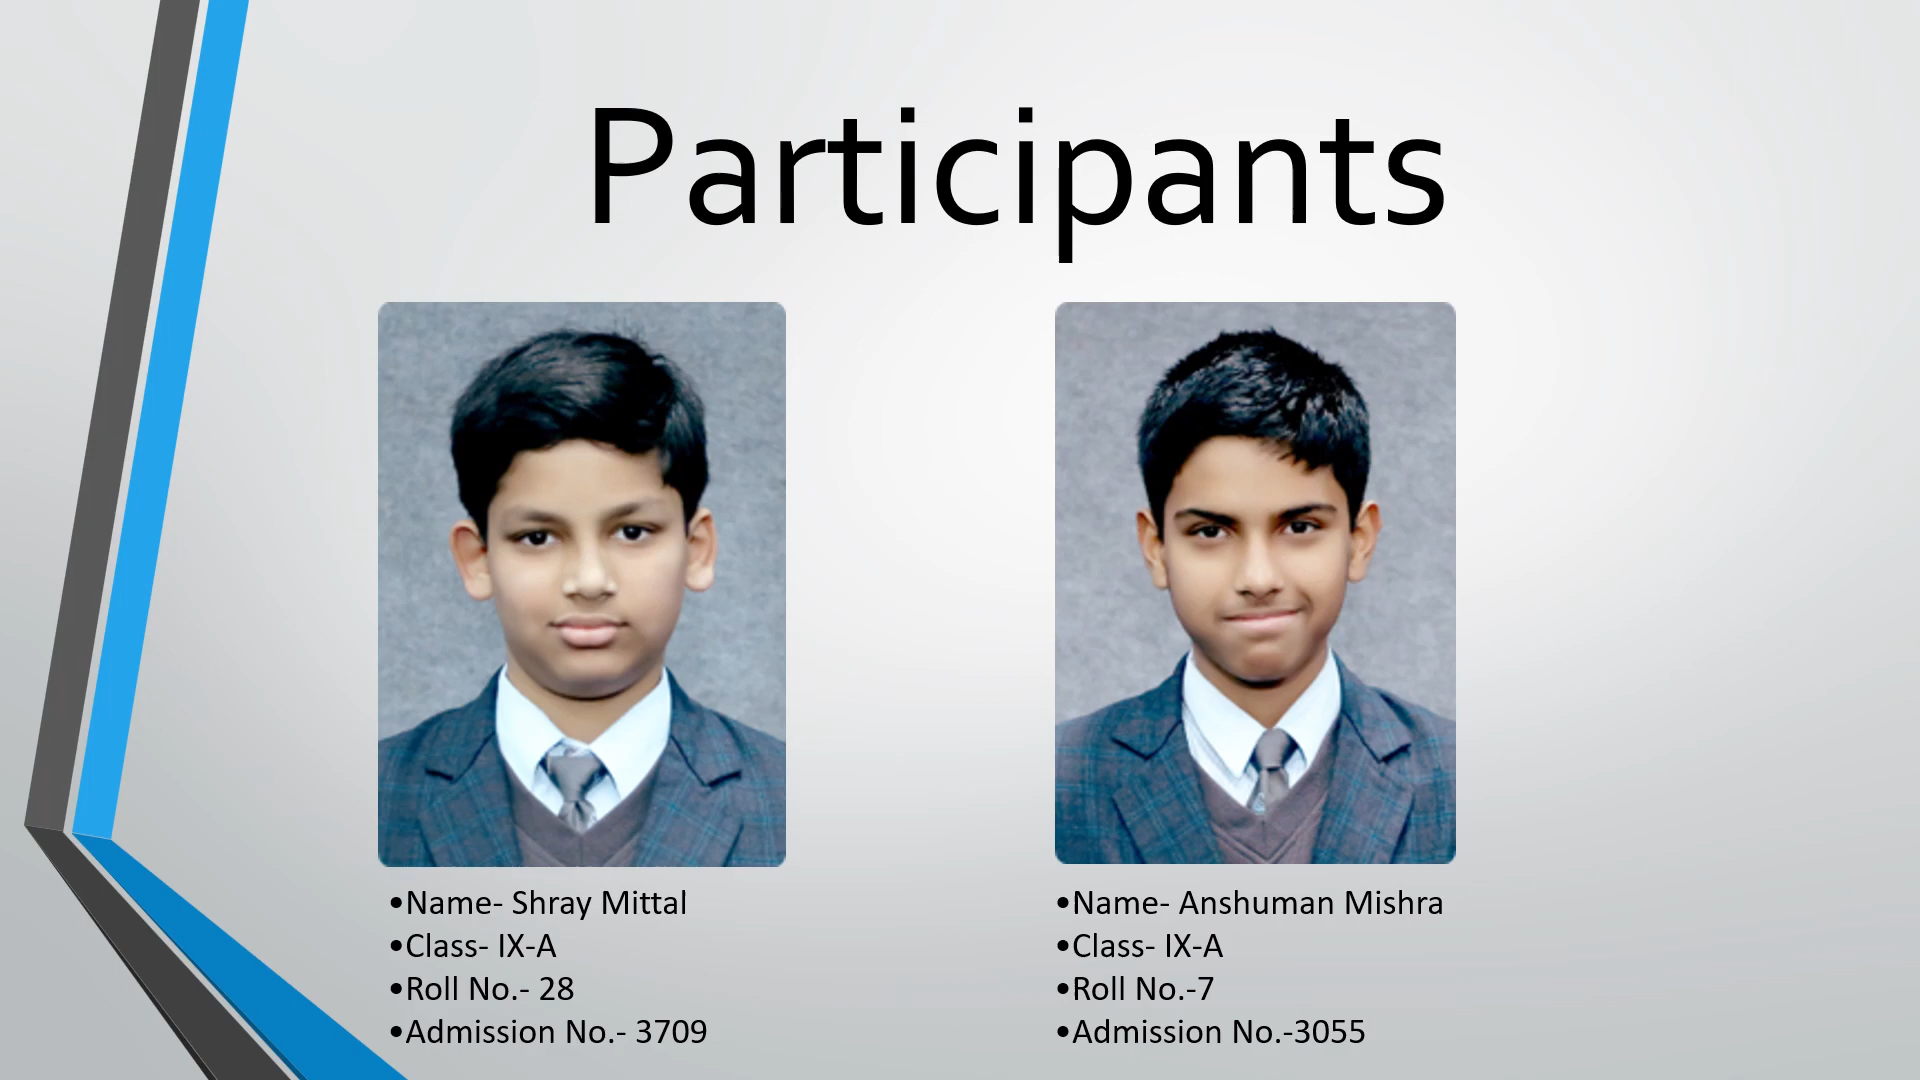 Participants
•Name- Shray Mittal
•Class- IX-A
•Roll No.- 28
•Admission No.- 3709
•Name- Anshuman Mishra
•Class- IX-A
•Roll No.-7
•Admission No.-3055